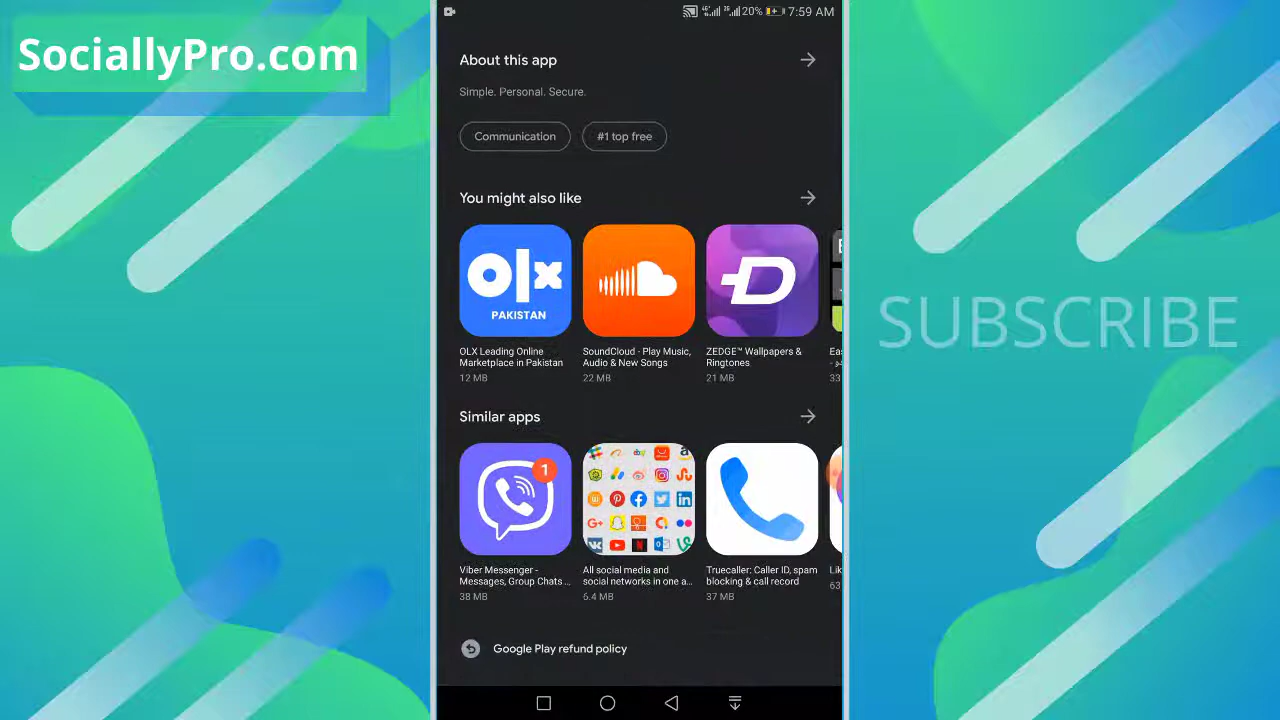 SociallyPro.com
20% 7:59 AM
About this app
Simple. Personal. Secure.
Communication
#1 top free
You might also like
olx
PAKISTAN
OLX Leading Online
Marketplace in Pakistan
12 MB
SoundCloud - Play Music,
Audio & New Songs
22 MB
ZEDGE™ Wallpapers &
Ringtones
21 MB
33
SUBSCRIBE
Similar apps
1
Viber Messenger -
Messages, Group Chats ...
38 MB
All social media and
social networks in one a...
6.4 MB
Truecaller: Caller ID, spam
blocking & call record
37 MB
63
Google Play refund policy